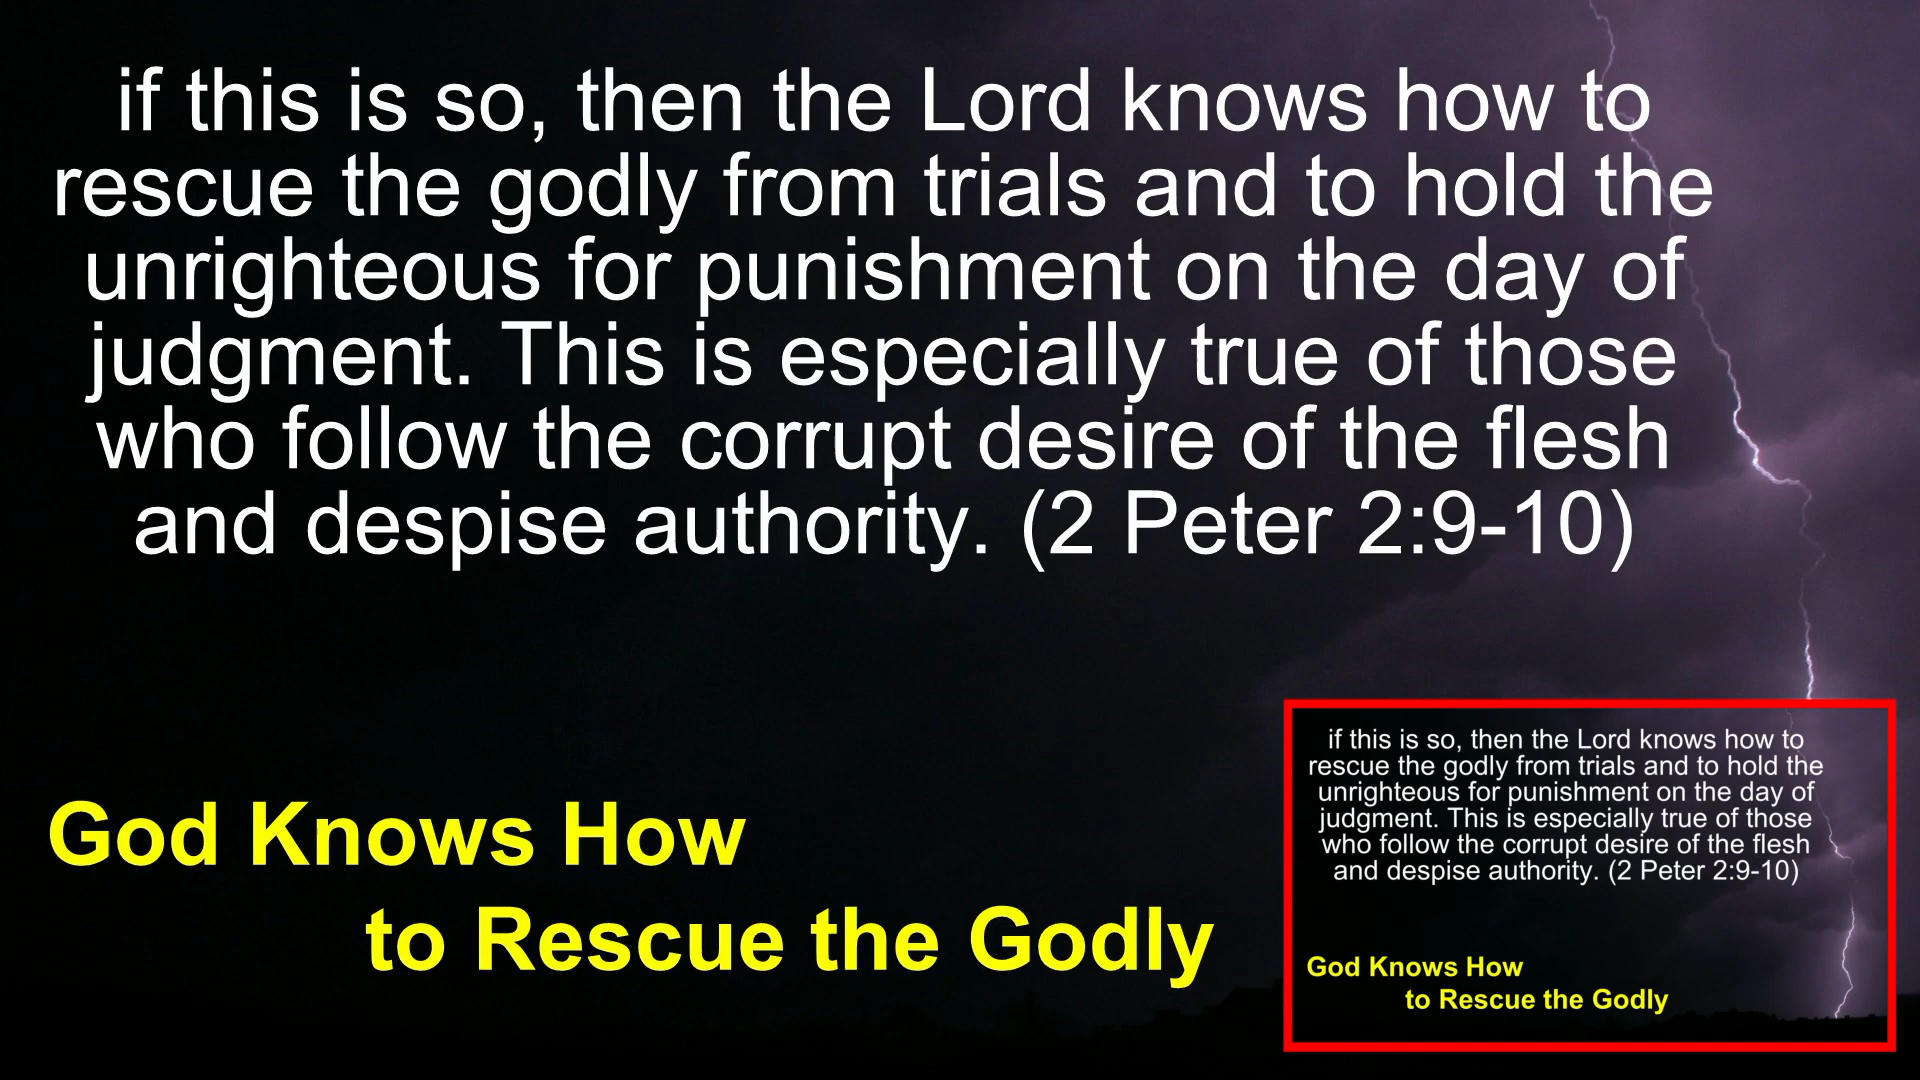 if this is so, then the Lord knows how to
rescue the godly from trials and to hold the
unrighteous for punishment on the day of
judgment. This is especially true of those
who follow the corrupt desire of the flesh
and despise authority. (2 Peter 2:9-10)
God Knows How
to Rescue the Godly
if this is so, then the Lord knows how to
rescue the godly from trials and to hold the
unrighteous for punishment on the day of
judgment. This is especially true of those
who follow the corrupt desire of the flesh
and despise authority. (2 Peter 2:9-10)
God Knows How
to Rescue the Godly